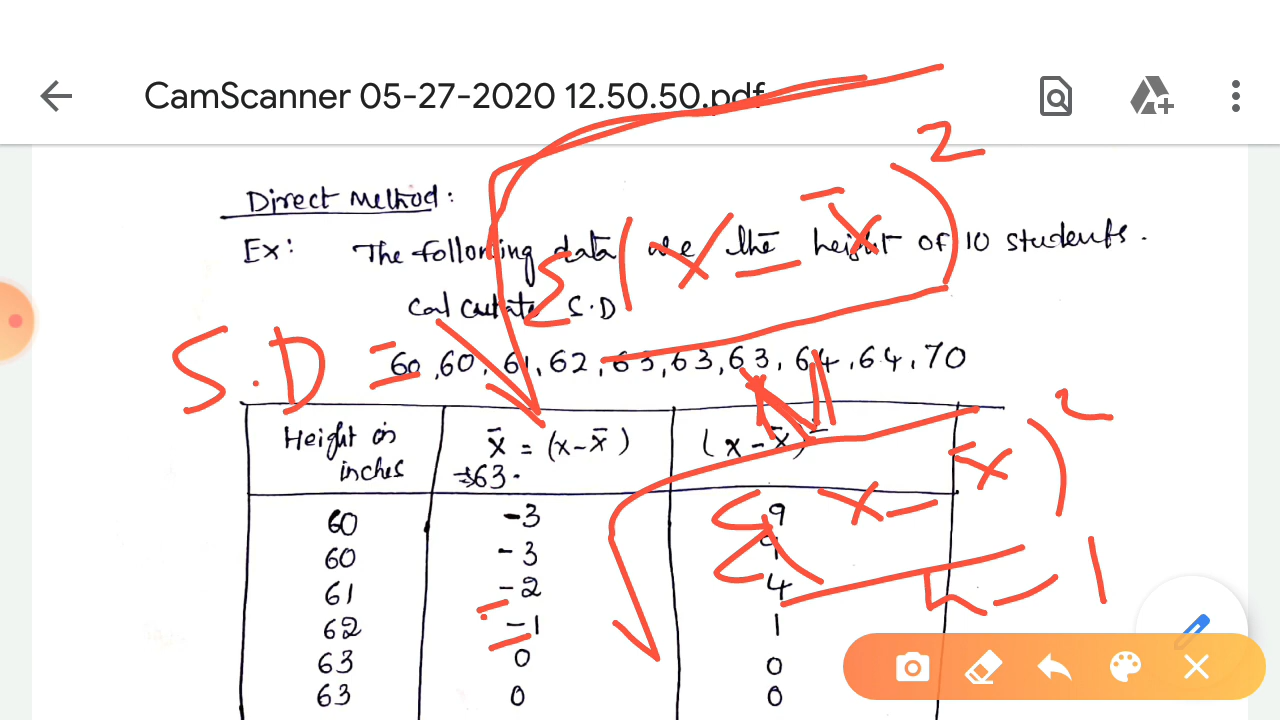 CamScanner 05-27-2020 12.50.50.pdf
Direct Method:
Ex: The following data are the height of 10 students.
Calculate S.D
S.D = √Σ(x - x̄)² / N
60, 60, 61, 62, 63, 63, 63, 64, 64, 70
Height in inches x̄ = (x-x̄) (x-x̄)²
⇒63.
√Σ(x - x̄)² / n-1
60 -3 9
60 -3 9
61 -2 4
62 -1 1
63 0 0
63 0 0